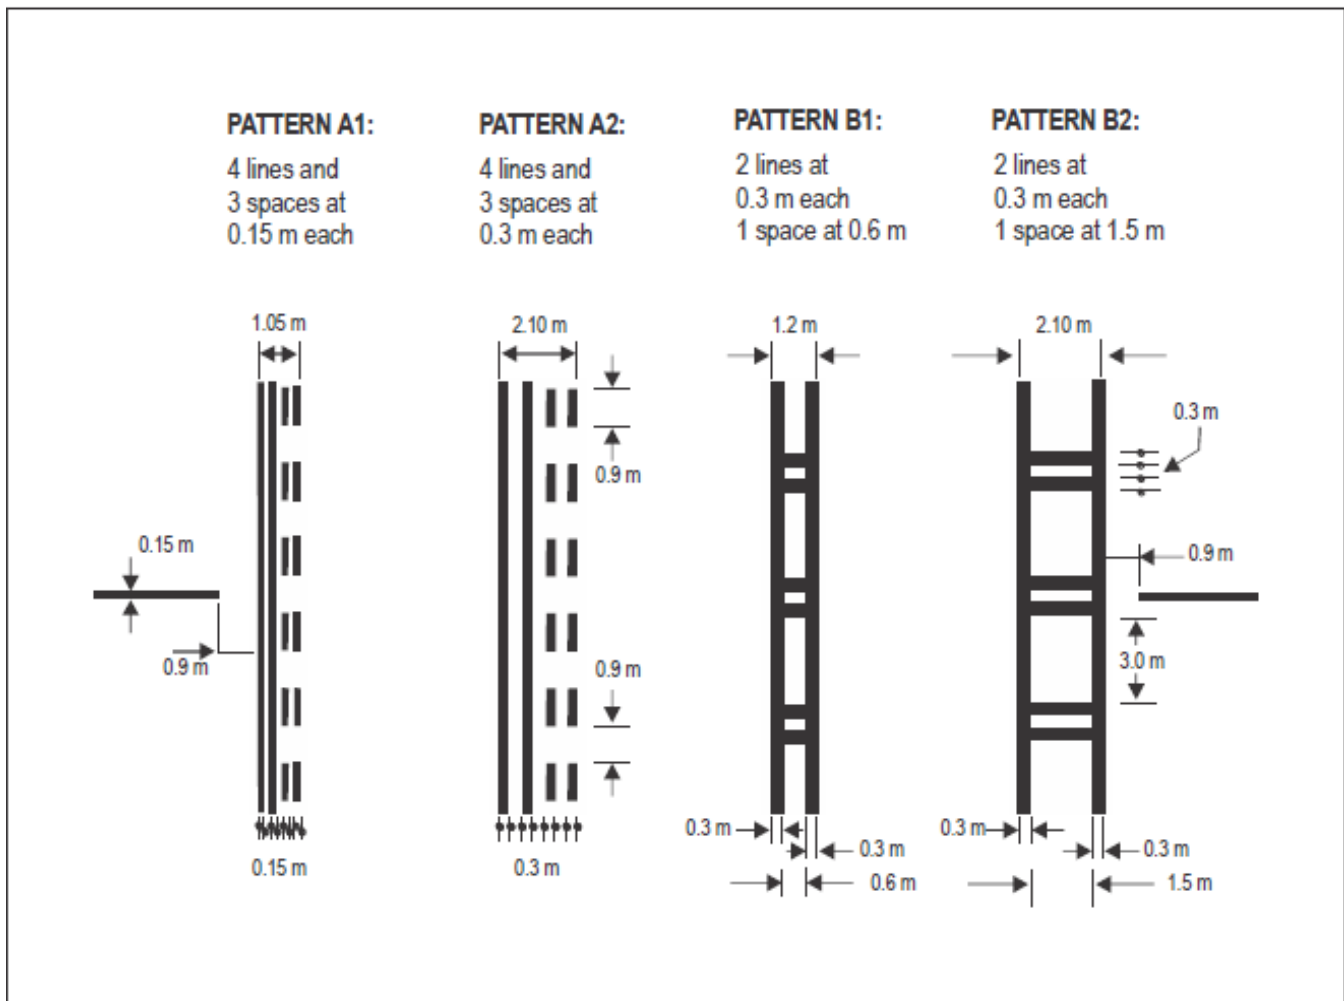 PATTERN A1:
4 lines and
3 spaces at
0.15 m each
PATTERN A2:
4 lines and
3 spaces at
0.3 m each
PATTERN B1:
2 lines at
0.3 m each
1 space at 0.6 m
PATTERN B2:
2 lines at
0.3 m each
1 space at 1.5 m
1.05 m
2.10 m
1.2 m
2.10 m
0.3 m
0.9 m
0.15 m
0.9 m
0.9 m
0.9 m
3.0 m
0.15 m
0.3 m
0.3 m
0.3 m
0.6 m
0.3 m
0.3 m
1.5 m